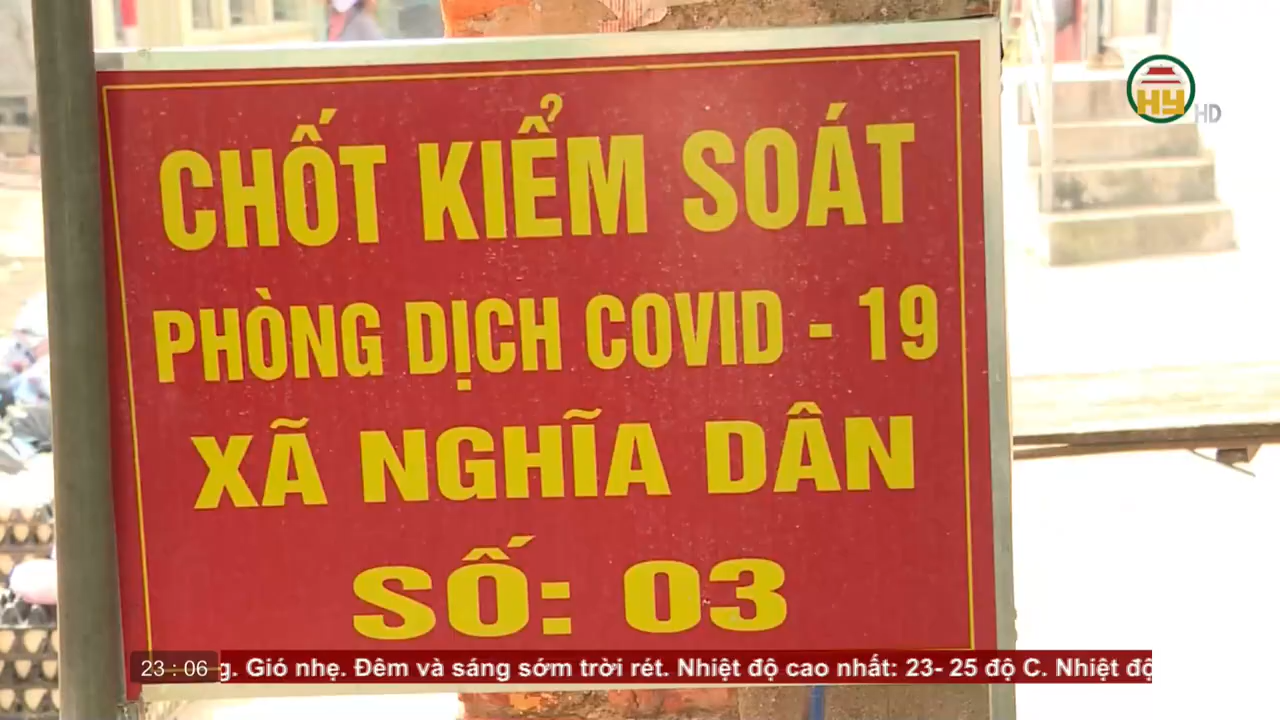 HY HD
CHỐT KIỂM SOÁT
PHÒNG DỊCH COVID - 19
XÃ NGHĨA DÂN
SỐ: 03
23 : 06 g. Gió nhẹ. Đêm và sáng sớm trời rét. Nhiệt độ cao nhất: 23- 25 độ C. Nhiệt độ